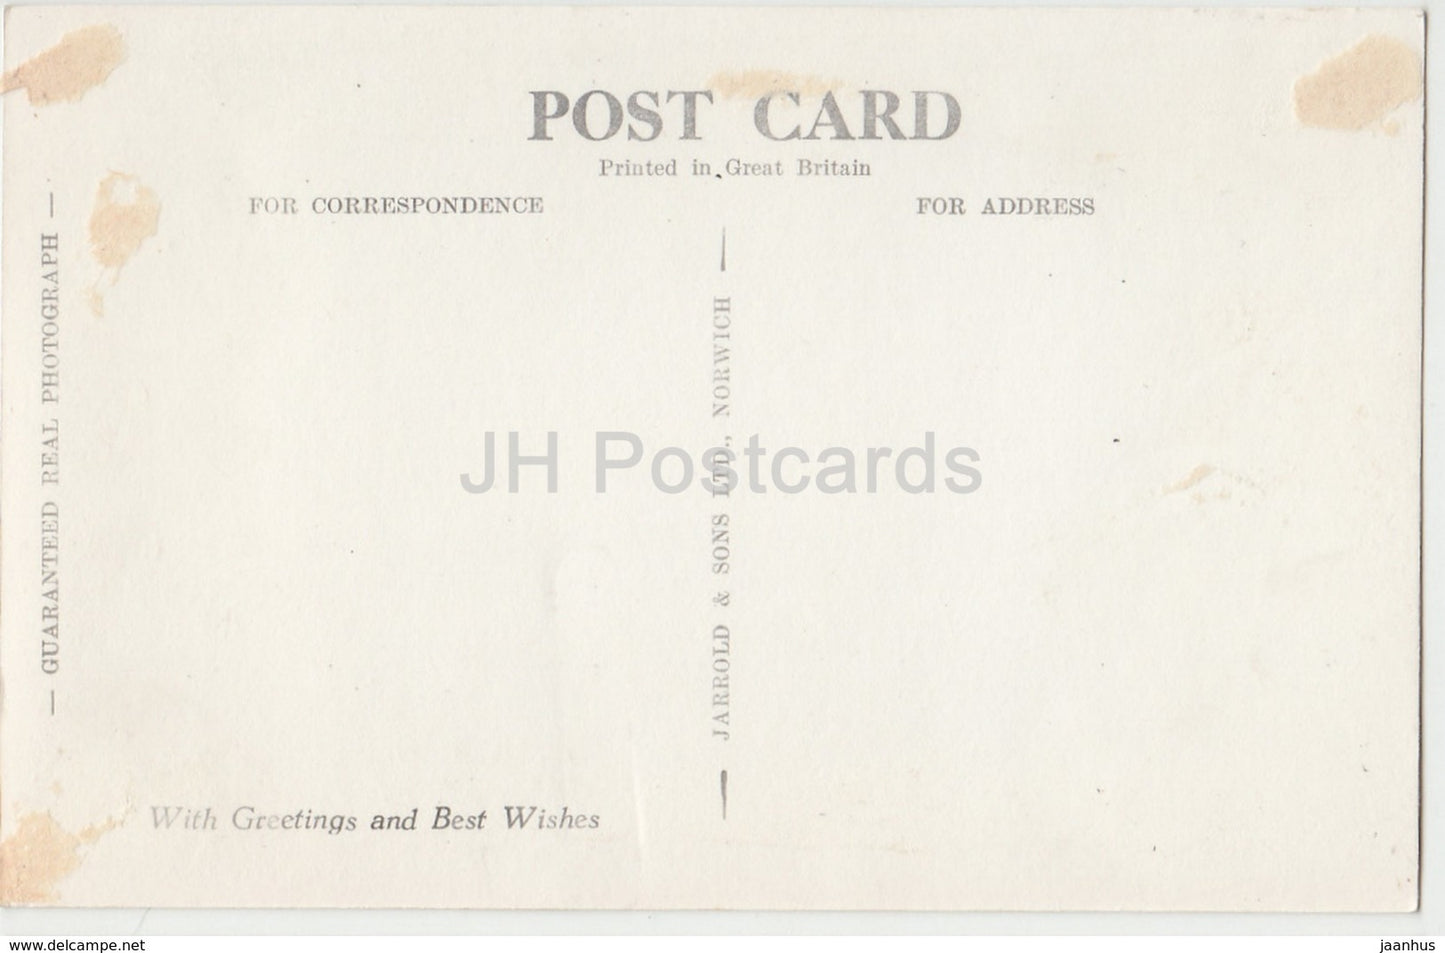 POST CARD
Printed in Great Britain
FOR CORRESPONDENCE
FOR ADDRESS
— GUARANTEED REAL PHOTOGRAPH —
JARROLD & SONS LTD., NORWICH
JH Postcards
With Greetings and Best Wishes
www.delcampe.net
jaanhus